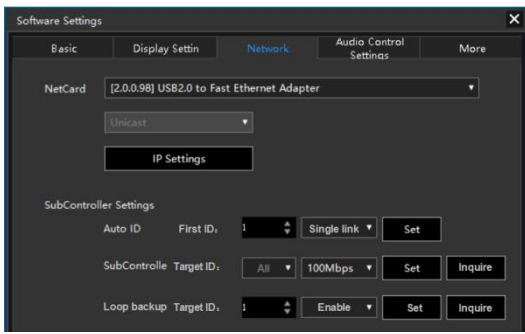 Software Settings
Basic Display Settin Network Audio Control Settings More
NetCard [2.0.0.98] USB2.0 to Fast Ethernet Adapter
Unicast
IP Settings
SubController Settings
Auto ID First ID: 1 Single link Set
SubControlle Target ID: All 100Mbps Set Inquire
Loop backup Target ID: 1 Enable Set Inquire